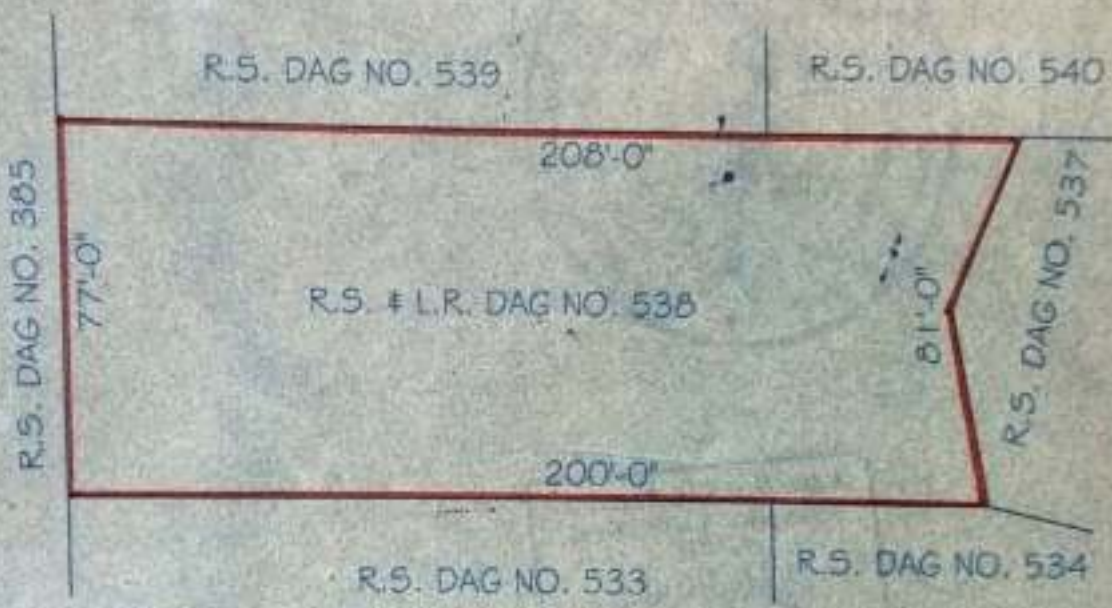 R.S. DAG NO. 539
R.S. DAG NO. 540
208'-0"
R.S. DAG NO. 385
77'-0"
R.S. & L.R. DAG NO. 538
81'-0"
R.S. DAG NO. 537
200'-0"
R.S. DAG NO. 533
R.S. DAG NO. 534